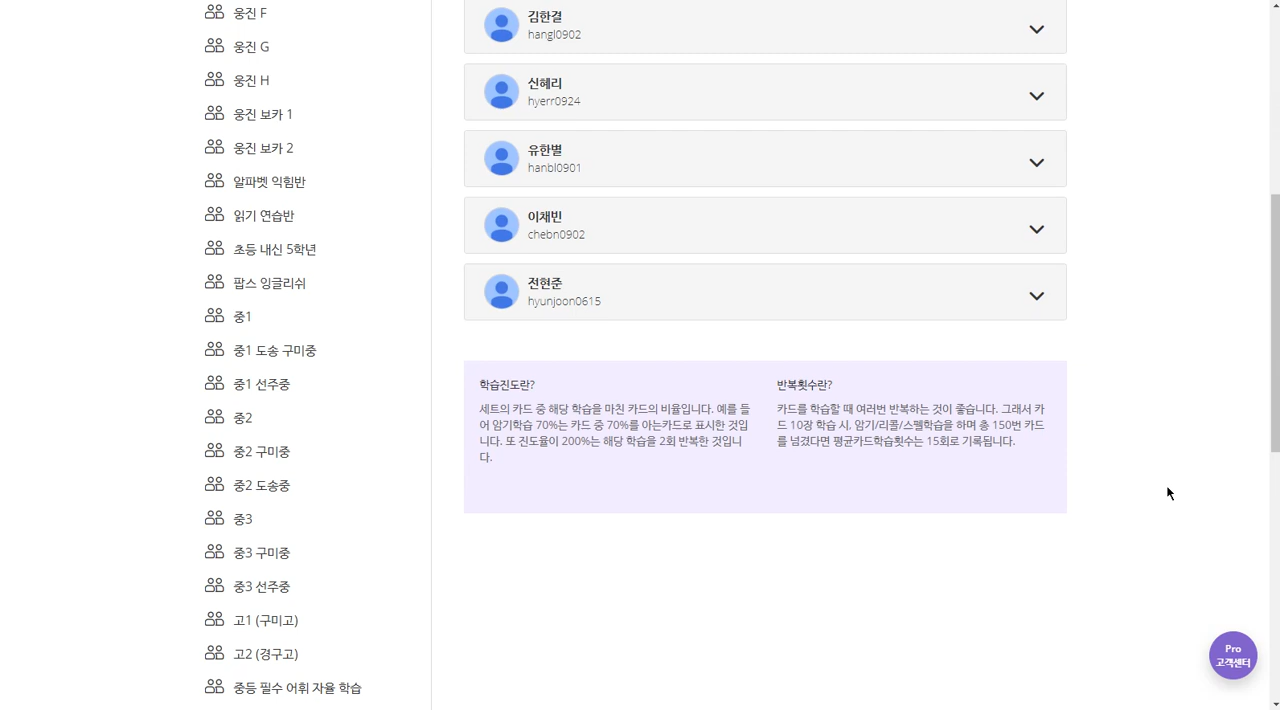 웅진 F
웅진 G
웅진 H
웅진 보카 1
웅진 보카 2
알파벳 익힘반
읽기 연습반
초등 내신 5학년
팝스 잉글리쉬
중1
중1 도송 구미중
중1 선주중
중2
중2 구미중
중2 도송중
중3
중3 구미중
중3 선주중
고1 (구미고)
고2 (경구고)
중등 필수 어휘 자율 학습
김한결
hangl0902
신혜리
hyerr0924
유한별
hanbl0901
이채빈
chebn0902
전현준
hyunjoon0615
학습진도란?
세트의 카드 중 해당 학습을 마친 카드의 비율입니다. 예를 들
어 암기학습 70%는 카드 중 70%를 아는카드로 표시한 것입
니다. 또 진도율이 200%는 해당 학습을 2회 반복한 것입니
다.
반복횟수란?
카드를 학습할 때 여러번 반복하는 것이 좋습니다. 그래서 카
드 10장 학습 시, 암기/리콜/스펠학습을 하며 총 150번 카드
를 넘겼다면 평균카드학습횟수는 15회로 기록됩니다.
Pro
고객센터